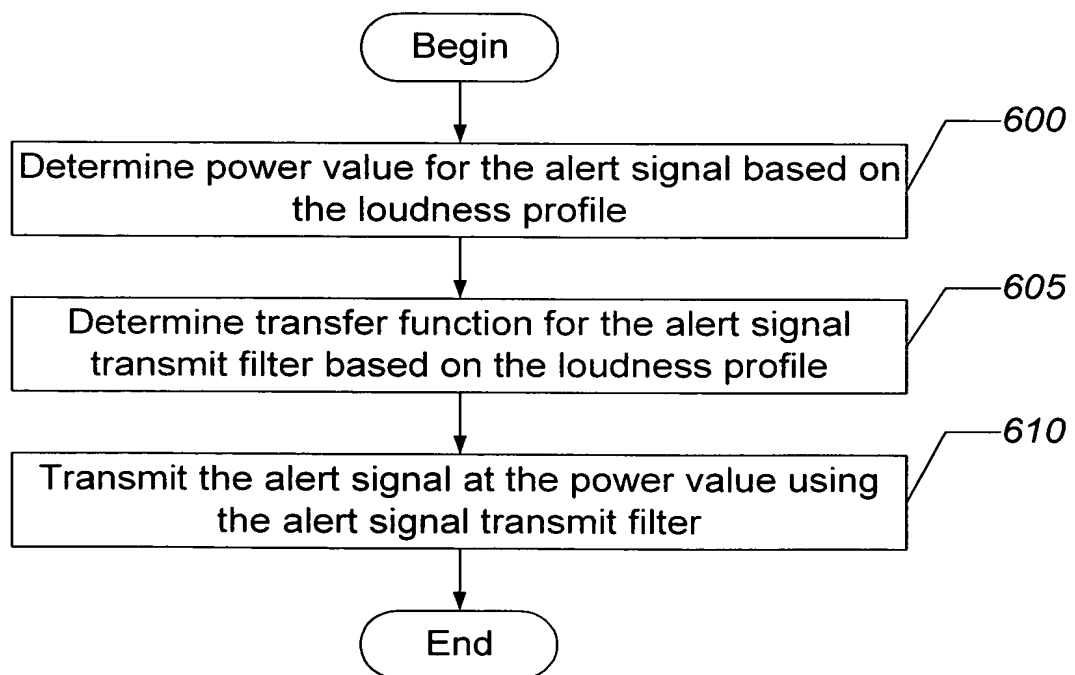 Begin
600
Determine power value for the alert signal based on
the loudness profile
605
Determine transfer function for the alert signal
transmit filter based on the loudness profile
610
Transmit the alert signal at the power value using
the alert signal transmit filter
End